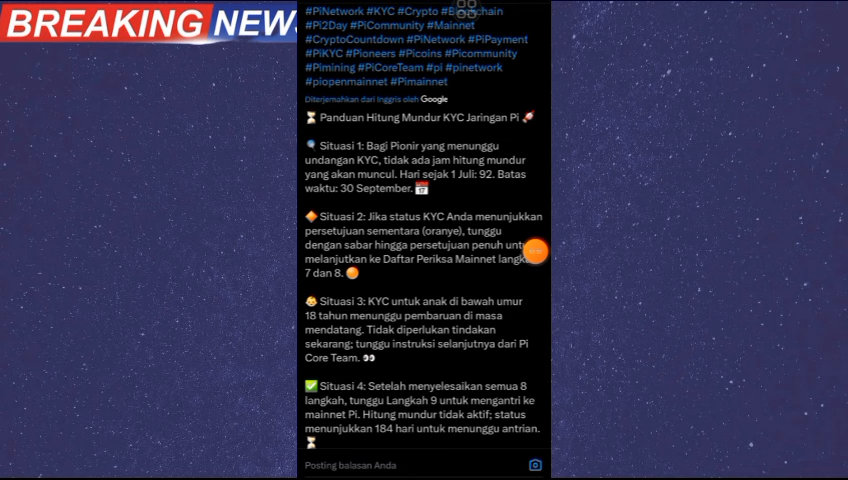 BREAKING NEWS
#PiNetwork #KYC #Crypto #Blockchain
#Pi2Day #PiCommunity #Mainnet
#CryptoCountdown #PiNetwork #PiPayment
#PiKYC #Pioneers #Picoins #Picommunity
#Pimining #PiCoreTeam #pi #pinetwork
#piopenmainnet #Pimainnet
Diterjemahkan dari Inggris oleh Google
⏳ Panduan Hitung Mundur KYC Jaringan Pi 🚀
Situasi 1: Bagi Pionir yang menunggu
undangan KYC, tidak ada jam hitung mundur
yang akan muncul. Hari sejak 1 Juli: 92. Batas
waktu: 30 September. 📅
🔶 Situasi 2: Jika status KYC Anda menunjukkan
persetujuan sementara (oranye), tunggu
dengan sabar hingga persetujuan penuh
melanjutkan ke Daftar Periksa Mainnet
7 dan 8. 🟠
👶 Situasi 3: KYC untuk anak di bawah umur
18 tahun menunggu pembaruan di masa
mendatang. Tidak diperlukan tindakan
sekarang; tunggu instruksi selanjutnya dari Pi
Core Team. 👀
✅ Situasi 4: Setelah menyelesaikan semua 8
langkah, tunggu Langkah 9 untuk mengantri ke
mainnet Pi. Hitung mundur tidak aktif; status
menunjukkan 184 hari untuk menunggu antrian.
⏳
Posting balasan Anda